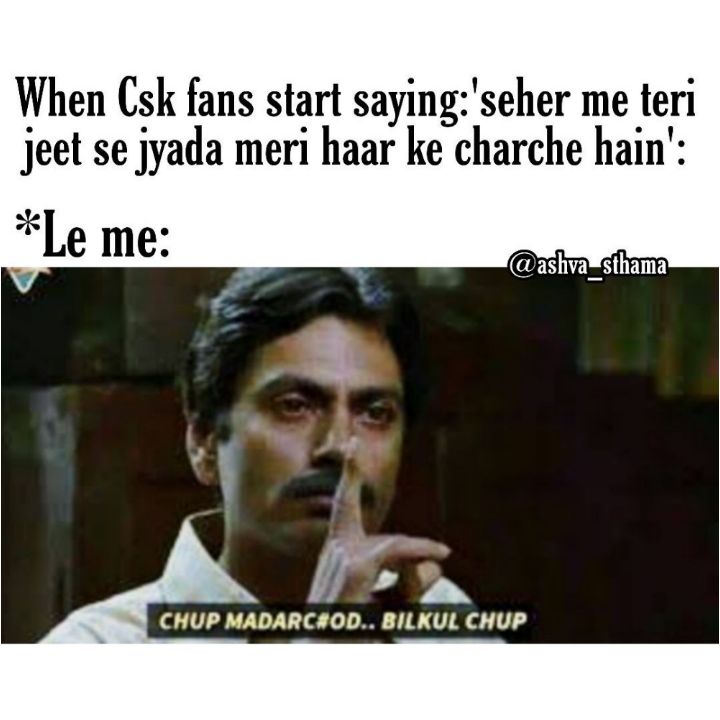 When Csk fans start saying:'seher me teri
jeet se jyada meri haar ke charche hain':
*Le me:
@ashva_sthama
CHUP MADARC#OD.. BILKUL CHUP